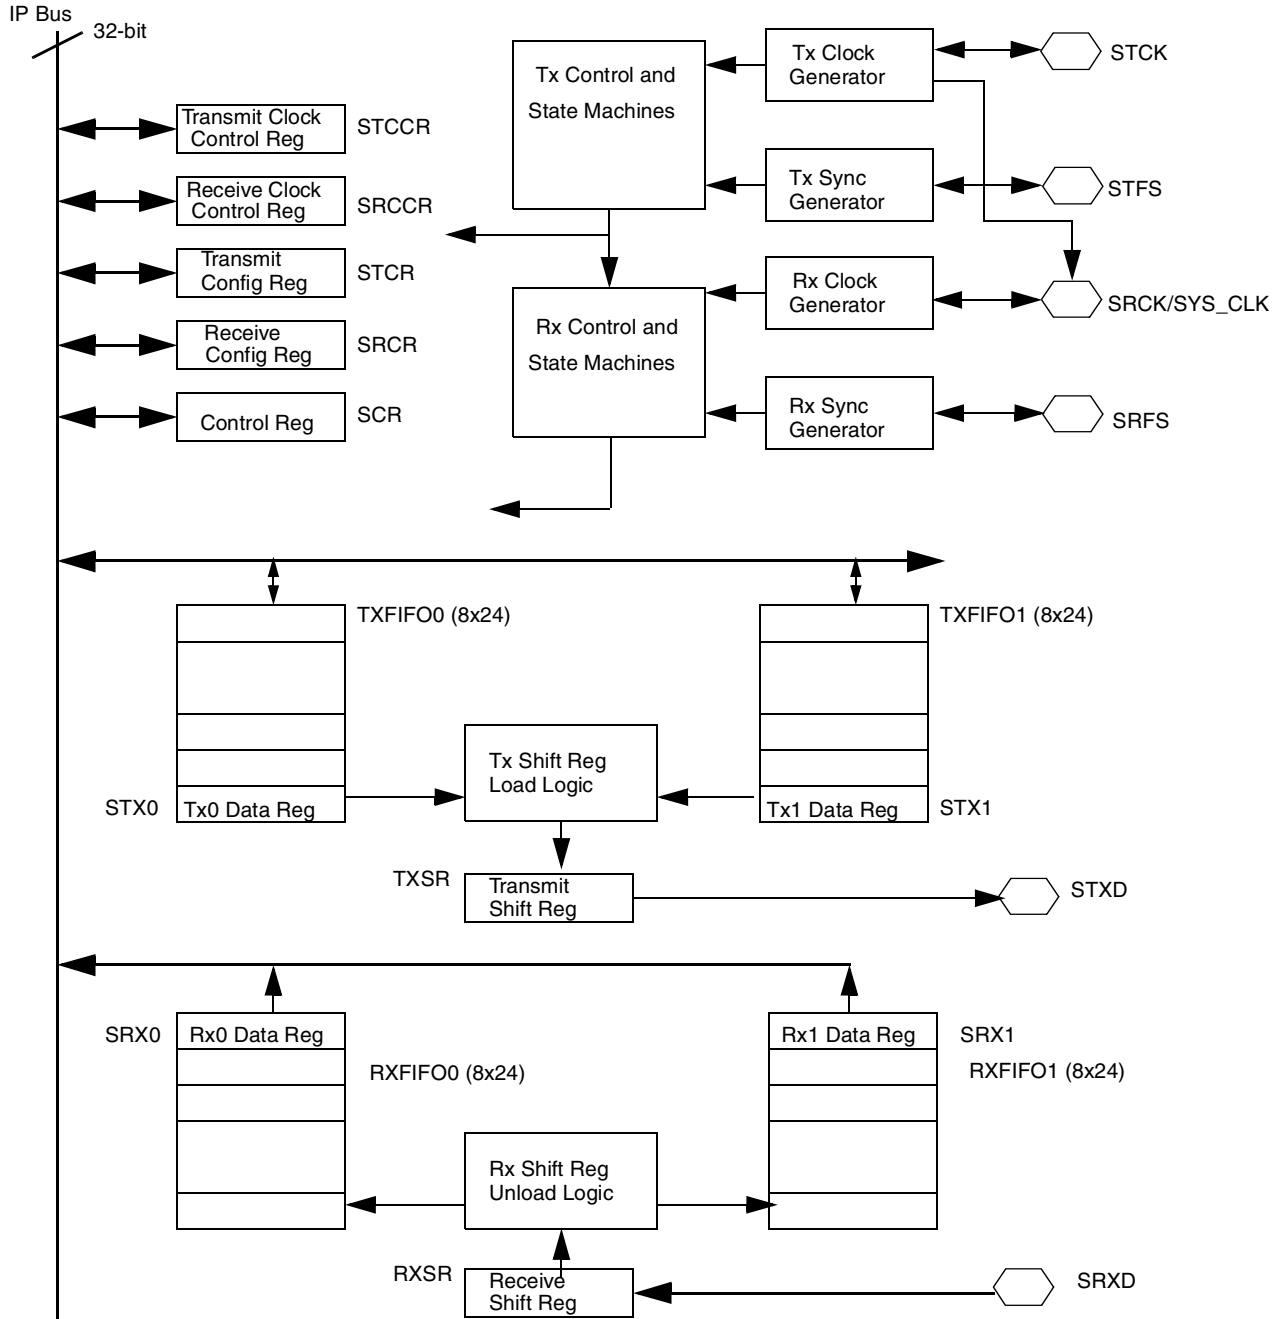 IP Bus
32-bit
Transmit Clock
Control Reg
STCCR
Receive Clock
Control Reg
SRCCR
Transmit
Config Reg
STCR
Receive
Config Reg
SRCR
Control Reg
SCR
Tx Control and
State Machines
Tx Clock
Generator
STCK
Tx Sync
Generator
STFS
Rx Control and
State Machines
Rx Clock
Generator
SRCK/SYS_CLK
Rx Sync
Generator
SRFS
TXFIFO0 (8x24)
TXFIFO1 (8x24)
Tx Shift Reg
Load Logic
STX0
Tx0 Data Reg
Tx1 Data Reg
STX1
TXSR
Transmit
Shift Reg
STXD
SRX0
Rx0 Data Reg
Rx1 Data Reg
SRX1
RXFIFO0 (8x24)
RXFIFO1 (8x24)
Rx Shift Reg
Unload Logic
RXSR
Receive
Shift Reg
SRXD